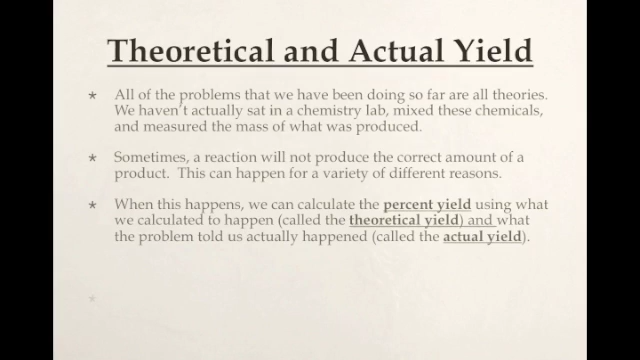 Theoretical and Actual Yield
* All of the problems that we have been doing so far are all theories.
We haven't actually sat in a chemistry lab, mixed these chemicals,
and measured the mass of what was produced.
* Sometimes, a reaction will not produce the correct amount of a
product. This can happen for a variety of different reasons.
* When this happens, we can calculate the percent yield using what
we calculated to happen (called the theoretical yield) and what
the problem told us actually happened (called the actual yield).
*